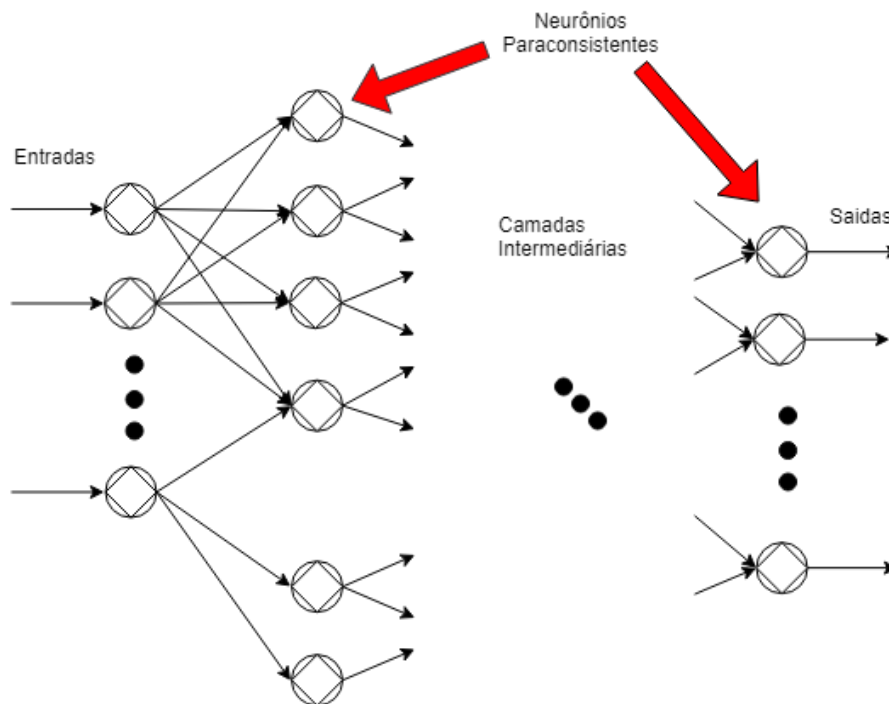 Neurônios
Paraconsistentes
Entradas
Camadas
Intermediárias
Saidas